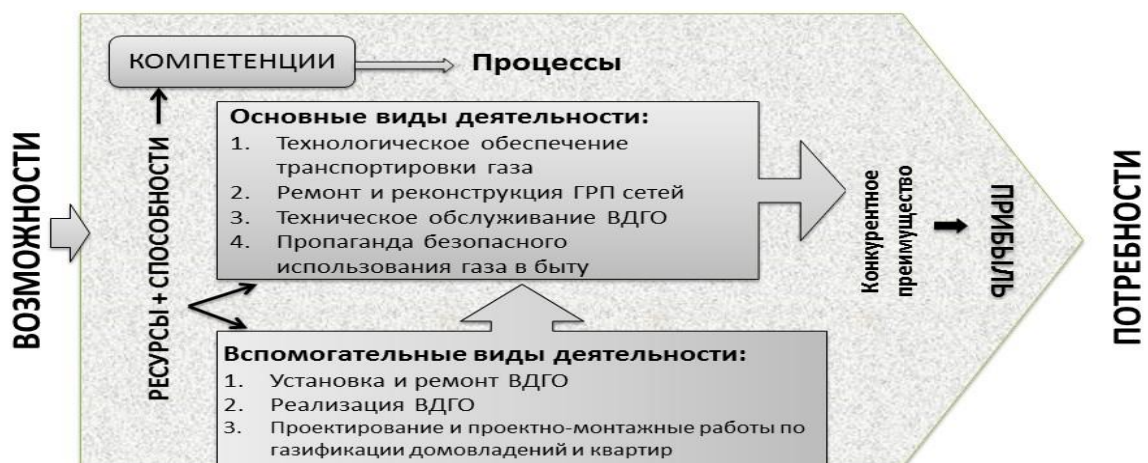 ВОЗМОЖНОСТИ
РЕСУРСЫ + СПОСОБНОСТИ
КОМПЕТЕНЦИИ
Процессы
Основные виды деятельности:
1. Технологическое обеспечение
транспортировки газа
2. Ремонт и реконструкция ГРП сетей
3. Техническое обслуживание ВДГО
4. Пропаганда безопасного
использования газа в быту
Вспомогательные виды деятельности:
1. Установка и ремонт ВДГО
2. Реализация ВДГО
3. Проектирование и проектно-монтажные работы по
газификации домовладений и квартир
Конкурентное
преимущество
ПРИБЫЛЬ
ПОТРЕБНОСТИ